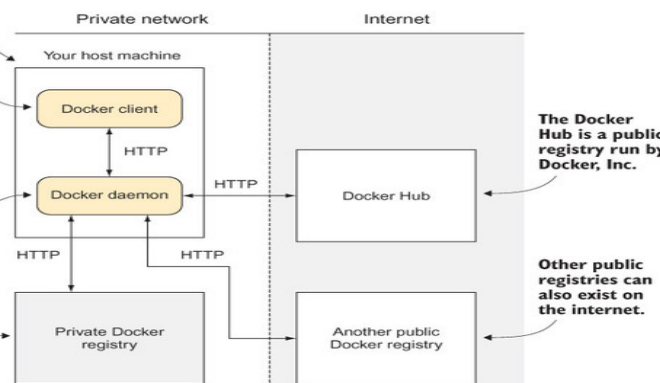 Private network
Internet
Your host machine
Docker client
HTTP
The Docker
Hub is a public
registry run by
Docker, Inc.
Docker daemon
HTTP
Docker Hub
HTTP
HTTP
Other public
registries can
also exist on
the internet.
Private Docker
registry
Another public
Docker registry